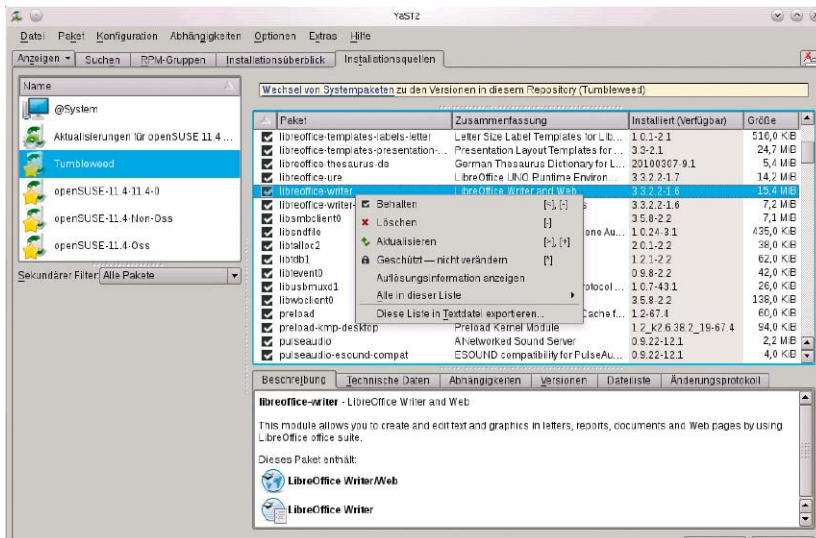 YaST2
Datei Paket Konfiguration Abhängigkeiten Optionen Extras Hilfe
Anzeigen Suchen RPM-Gruppen Installationsüberblick Installationsquellen
Name
@System
Aktualisierungen für openSUSE 11.4 ...
Tumbleweed
openSUSE-11.4-11.4-0
openSUSE-11.4-Non-Oss
openSUSE-11.4-Oss
Sekundärer Filter: Alle Pakete
Wechsel von Systempaketen zu den Versionen in diesem Repository (Tumbleweed)
Paket Zusammenfassung Installiert (Verfügbar) Größe
libreoffice-templates-labels-letter Letter Size Label Templates for Lib... 1.0.1-2.1 516,0 KiB
libreoffice-templates-presentation-... Presentation Layout Templates for ... 3.3-2.1 24,7 MiB
libreoffice-thesaurus-de German Thesaurus Dictionary for L... 20100307-9.1 5,4 MiB
libreoffice-ure LibreOffice UNO Runtime Environ... 3.3.2.2-1.7 14,2 MiB
libreoffice-writer LibreOffice Writer and Web 3.3.2.2-1.6 15,4 MiB
libreoffice-writer- s 3.3.2.2-1.6 7,2 MiB
libsmbclient0 3.5.8-2.2 7,1 MiB
libsndfile ene Au... 1.0.24-3.1 435,0 KiB
libtalloc2 2.0.1-2.2 38,0 KiB
libtdb1 1.2.1-2.2 62,0 KiB
libtevent0 0.9.8-2.2 42,0 KiB
libusbmuxd1 rotocol ... 1.0.7-43.1 26,0 KiB
libwbclient0 3.5.8-2.2 138,0 KiB
preload Cache f... 1.2-67.4 60,0 KiB
preload-kmp-desktop Preload Kernel Module 1.2_k2.6.38.2_19-67.4 94,0 KiB
pulseaudio A Networked Sound Server 0.9.22-12.1 2,2 MiB
pulseaudio-esound-compat ESOUND compatibility for PulseAu... 0.9.22-12.1 4,0 KiB
Behalten [<], [-]
Löschen [-]
Aktualisieren [>], [+]
Geschützt — nicht verändern [*]
Auflösungsinformation anzeigen
Alle in dieser Liste
Diese Liste in Textdatei exportieren...
Beschreibung Technische Daten Abhängigkeiten Versionen Dateiliste Änderungsprotokoll
libreoffice-writer - LibreOffice Writer and Web
This module allows you to create and edit text and graphics in letters, reports, documents and Web pages by using
LibreOffice office suite.
Dieses Paket enthält:
LibreOffice Writer/Web
LibreOffice Writer